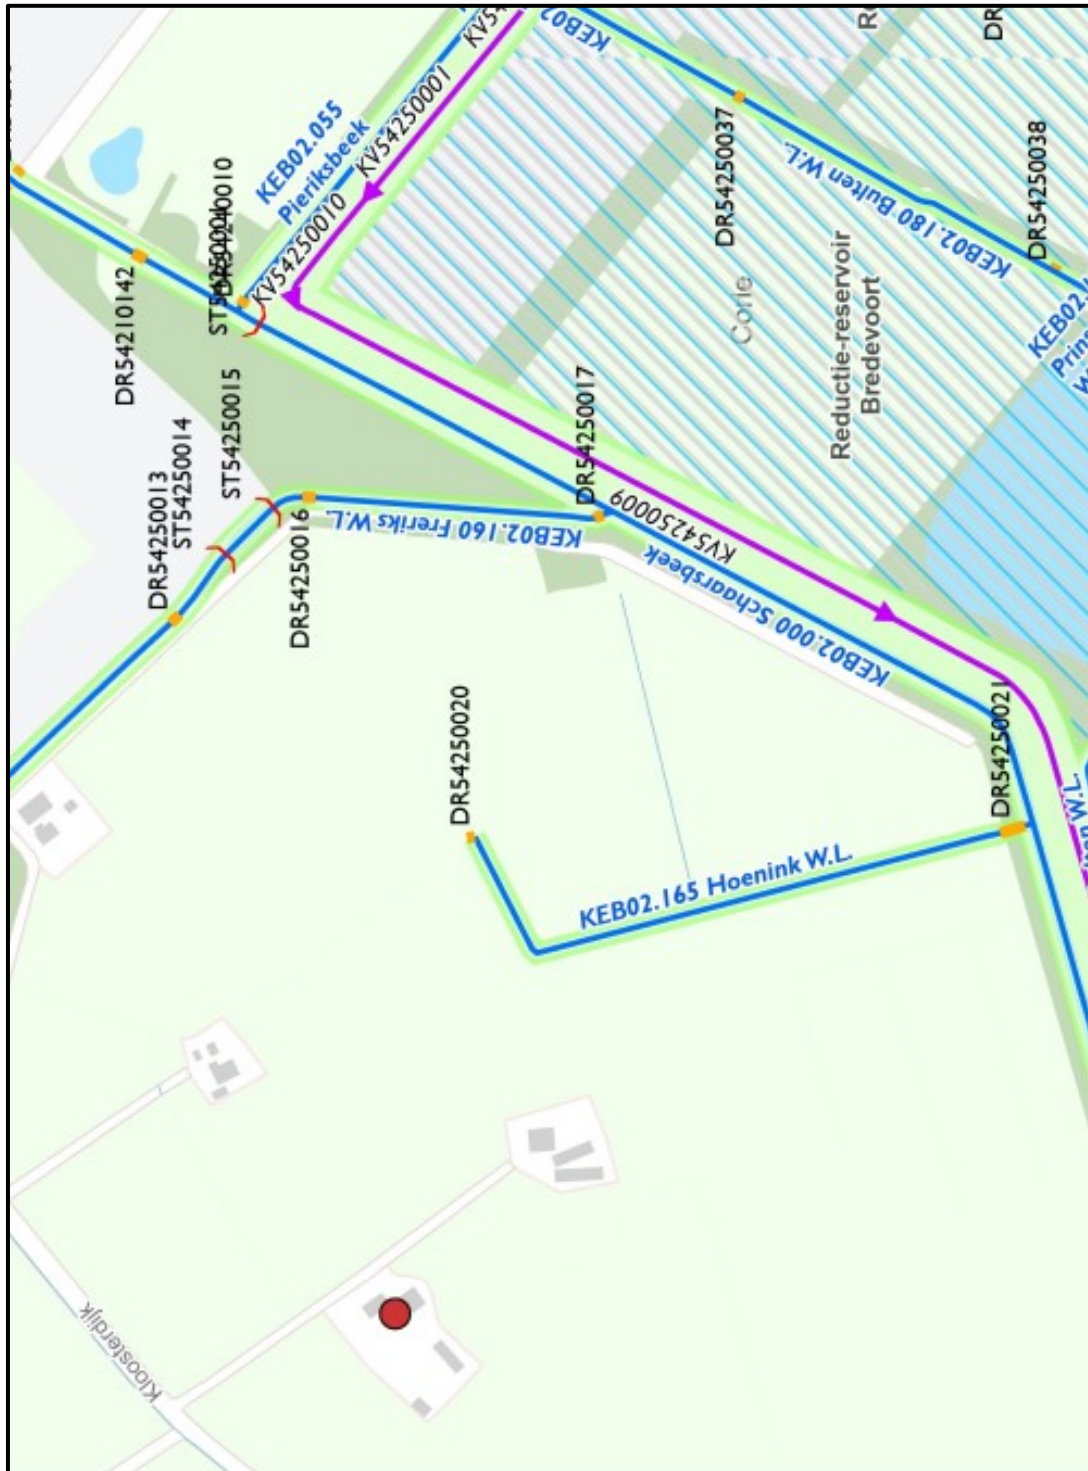 KEB02
KV54250001
KEB02.055
Pieriksbeek
DR54250037
DR54250038
KEB02.180 Bulten W.L.
KV54250010
DR54210142
ST54250015
ST54250014
DR54250013
DR54250016
KEB02.160 Freriks W.L.
DR54250017
KV54250009
Reductie-reservoir
Bredevoort
KEB02.000 Schaarsbeek
DR54250020
DR54250021
KEB02.165 Hoenink W.L.
Kloosterdijk